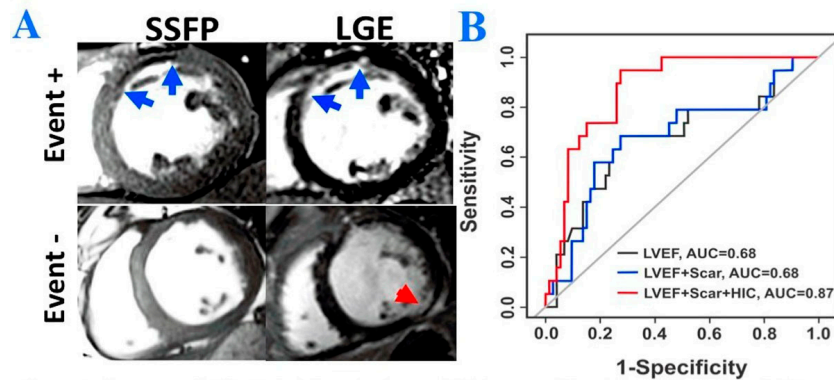 A
SSFP
LGE
Event +
Event -
B
Sensitivity
1.0
0.8
0.6
0.4
0.2
0.0
LVEF, AUC=0.68
LVEF+Scar, AUC=0.68
LVEF+Scar+HIC, AUC=0.87
0.0 0.2 0.4 0.6 0.8 1.0
1-Specificity